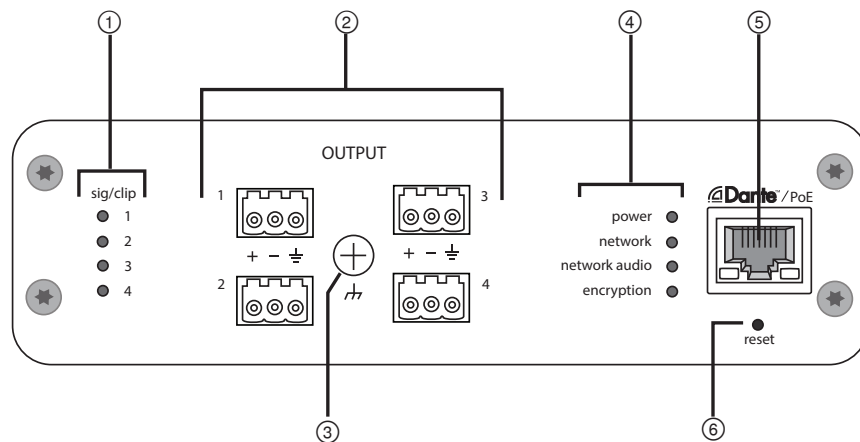 ① ② ④ ⑤
OUTPUT
sig/clip
1
2
3
4
1
3
+ −
+ −
2
4
power
network
network audio
encryption
Dante™/PoE
reset
③
⑥